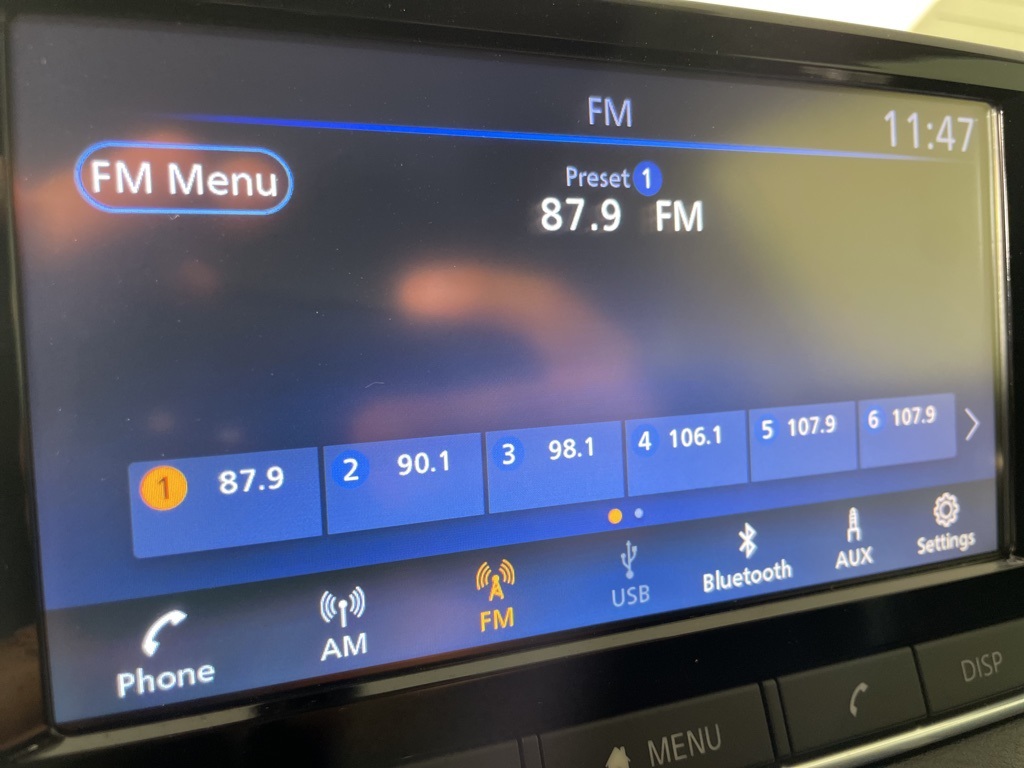 FM
11:47
FM Menu
Preset 1
87.9 FM
1 87.9
2 90.1
3 98.1
4 106.1
5 107.9
6 107.9
Phone
AM
FM
USB
Bluetooth
AUX
Settings
MENU
DISP